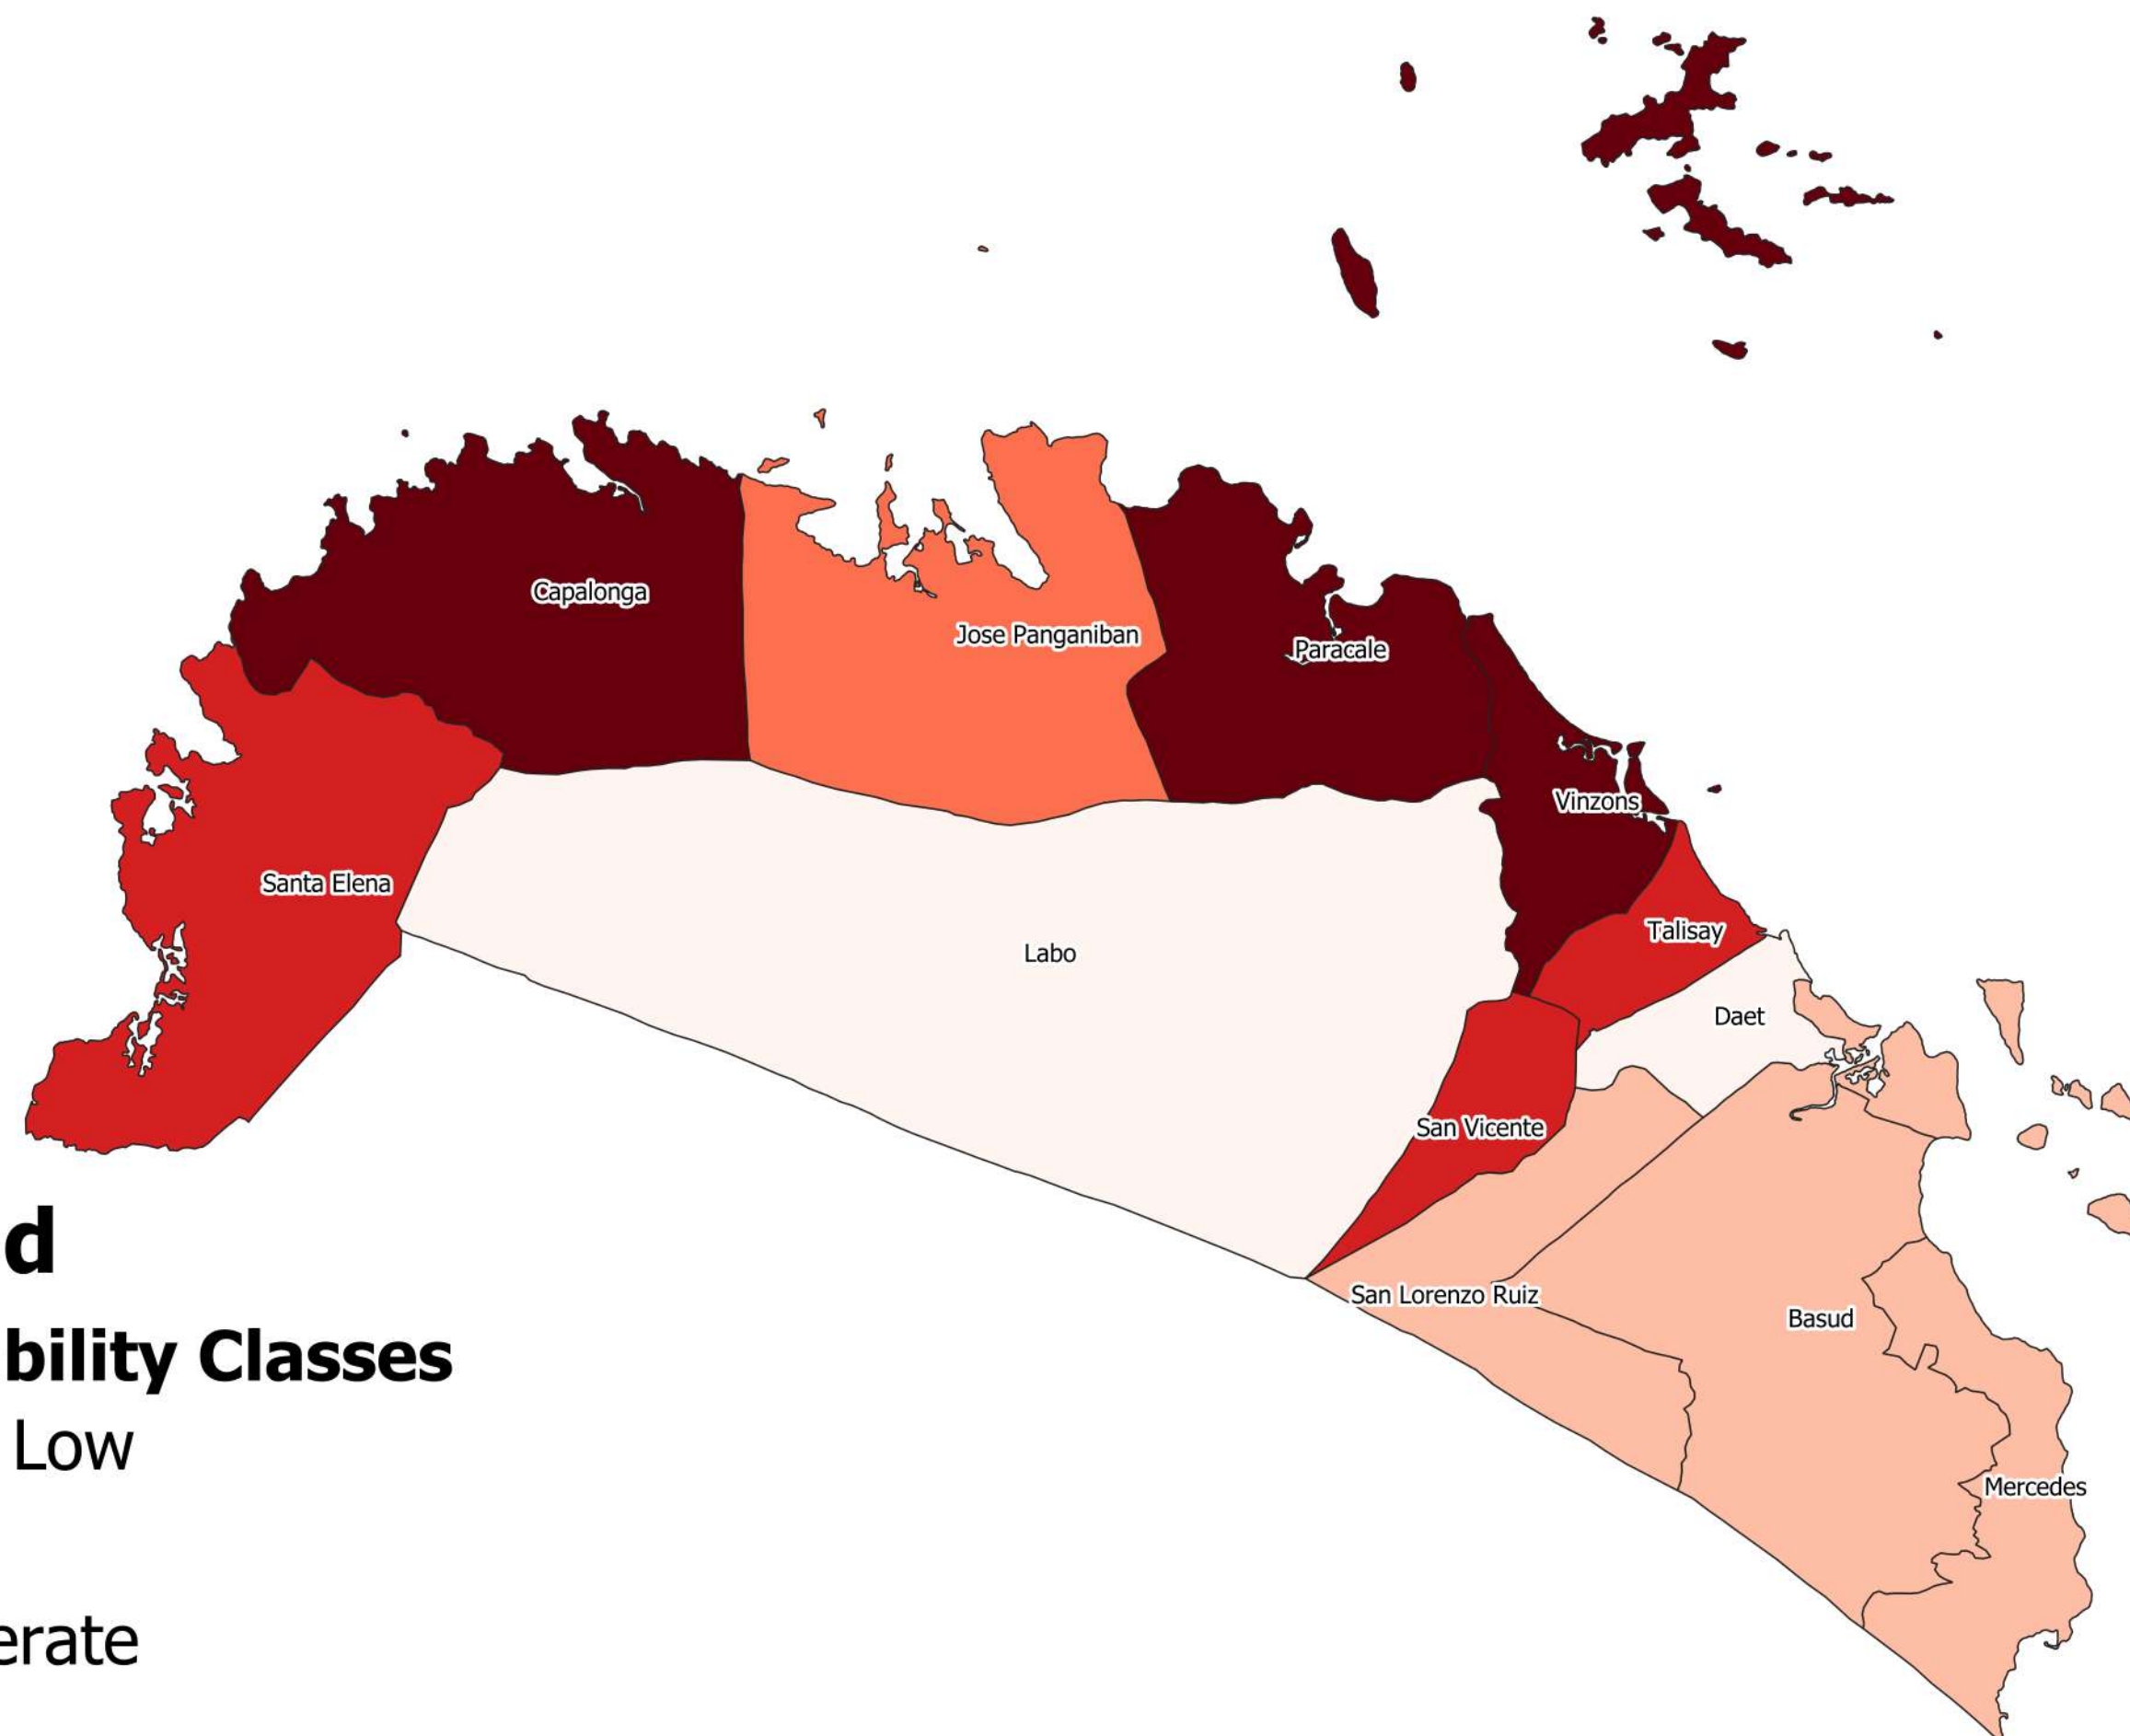 Capalonga
Jose Panganiban
Paracale
Vinzons
Santa Elena
Talisay
Labo
Daet
San Vicente
San Lorenzo Ruiz
Basud
Mercedes
d
bility Classes
Low
erate